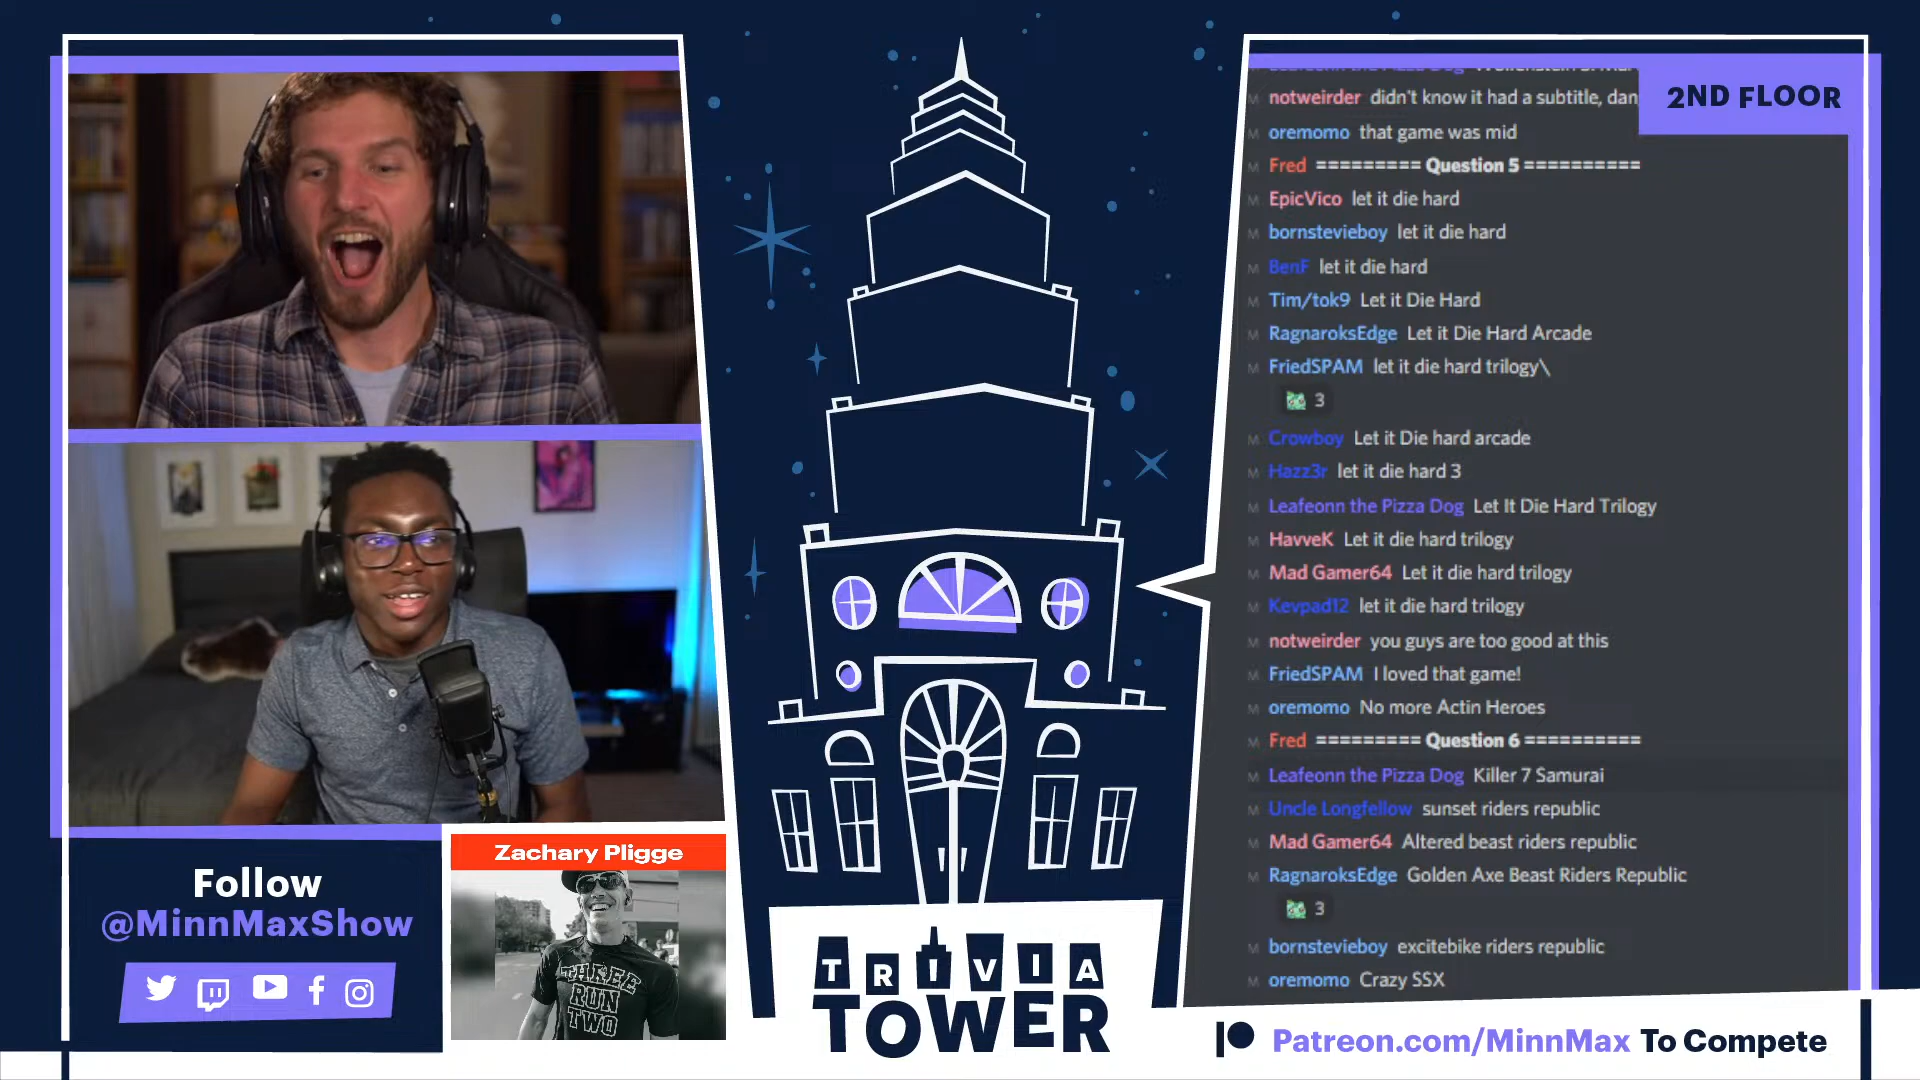 2ND FLOOR
notweirder didn't know it had a subtitle, dan
oremomo that game was mid
Fred ========= Question 5 ==========
EpicVico let it die hard
bornstevieboy let it die hard
BenF let it die hard
Tim/tok9 Let it Die Hard
RagnaroksEdge Let it Die Hard Arcade
FriedSPAM let it die hard trilogy\
3
Crowboy Let it Die hard arcade
Hazz3r let it die hard 3
Leafeonn the Pizza Dog Let It Die Hard Trilogy
HavveK Let it die hard trilogy
Mad Gamer64 Let it die hard trilogy
Kevpad12 let it die hard trilogy
notweirder you guys are too good at this
FriedSPAM I loved that game!
oremomo No more Actin Heroes
Fred ========= Question 6 ==========
Leafeonn the Pizza Dog Killer 7 Samurai
Uncle Longfellow sunset riders republic
Mad Gamer64 Altered beast riders republic
RagnaroksEdge Golden Axe Beast Riders Republic
3
bornstevieboy excitebike riders republic
oremomo Crazy SSX
Follow
@MinnMaxShow
Zachary Pligge
THREE
RUN
TWO
TRIVIA
TOWER
Patreon.com/MinnMax To Compete